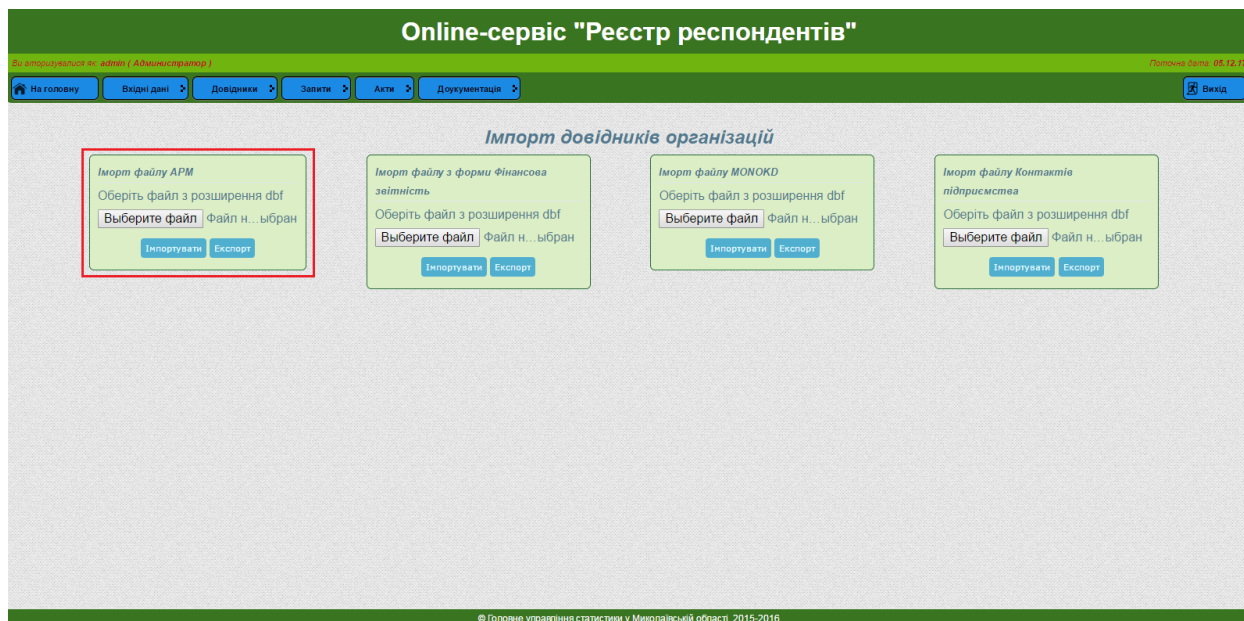 Online-сервіс "Реєстр респондентів"
Ви авторизувалися як: admin ( Администратор )
Поточна дата: 05.12.17
На головну
Вхідні дані
Довідники
Запити
Акти
Доукументація
Вихід
Імпорт довідників організацій
Іморт файлу АРМ
Оберіть файл з розширення dbf
Выберите файл Файл н...ыбран
Імпортувати Експорт
Іморт файлу з форми Фінансова
звітність
Оберіть файл з розширення dbf
Выберите файл Файл н...ыбран
Імпортувати Експорт
Іморт файлу MONOKD
Оберіть файл з розширення dbf
Выберите файл Файл н...ыбран
Імпортувати Експорт
Іморт файлу Контактів
підприємства
Оберіть файл з розширення dbf
Выберите файл Файл н...ыбран
Імпортувати Експорт
© Головне управління статистики у Миколаївській області, 2015-2016